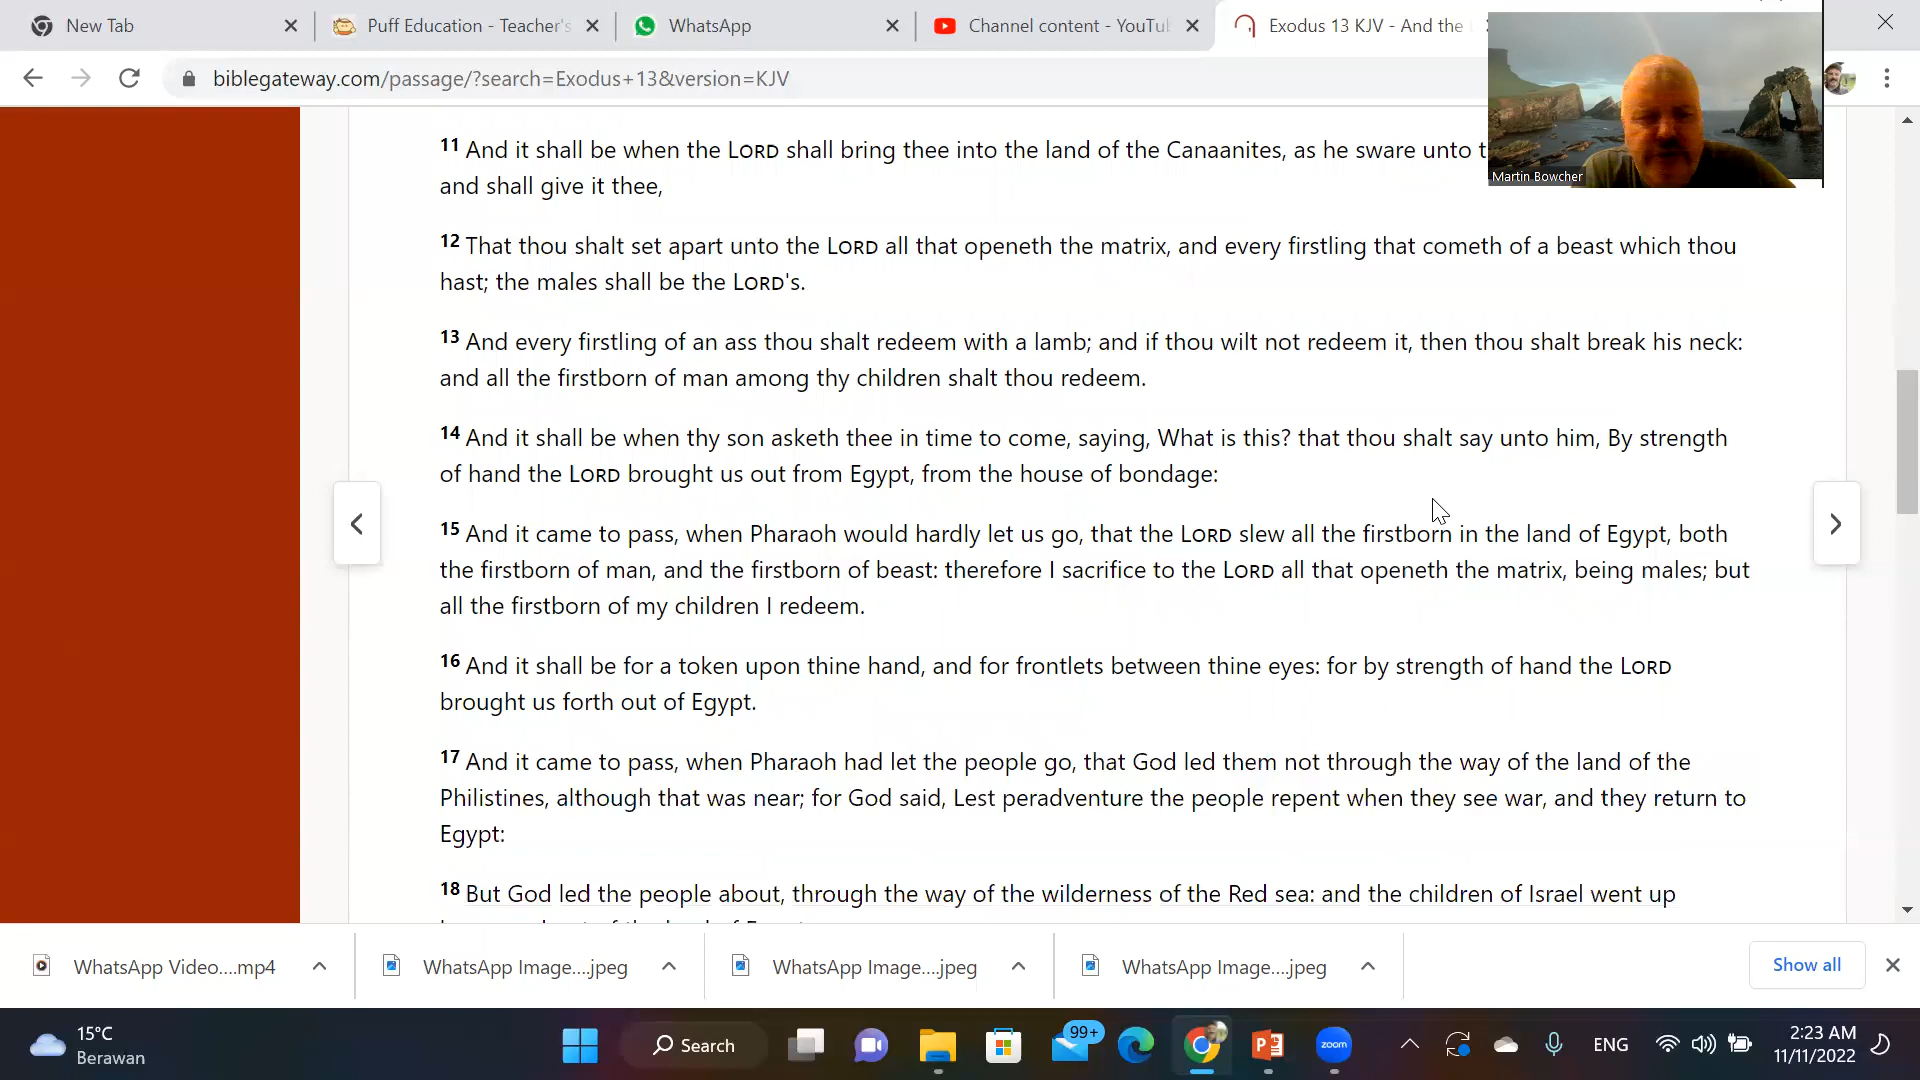 New Tab
Puff Education - Teacher's
WhatsApp
Channel content - YouTu
Exodus 13 KJV - And the
biblegateway.com/passage/?search=Exodus+13&version=KJV
Martin Bowcher
11 And it shall be when the LORD shall bring thee into the land of the Canaanites, as he sware unto
and shall give it thee,
12 That thou shalt set apart unto the LORD all that openeth the matrix, and every firstling that cometh of a beast which thou
hast; the males shall be the LORD's.
13 And every firstling of an ass thou shalt redeem with a lamb; and if thou wilt not redeem it, then thou shalt break his neck:
and all the firstborn of man among thy children shalt thou redeem.
14 And it shall be when thy son asketh thee in time to come, saying, What is this? that thou shalt say unto him, By strength
of hand the LORD brought us out from Egypt, from the house of bondage:
15 And it came to pass, when Pharaoh would hardly let us go, that the LORD slew all the firstborn in the land of Egypt, both
the firstborn of man, and the firstborn of beast: therefore I sacrifice to the LORD all that openeth the matrix, being males; but
all the firstborn of my children I redeem.
16 And it shall be for a token upon thine hand, and for frontlets between thine eyes: for by strength of hand the LORD
brought us forth out of Egypt.
17 And it came to pass, when Pharaoh had let the people go, that God led them not through the way of the land of the
Philistines, although that was near; for God said, Lest peradventure the people repent when they see war, and they return to
Egypt:
18 But God led the people about, through the way of the wilderness of the Red sea: and the children of Israel went up
WhatsApp Video....mp4
WhatsApp Image....jpeg
WhatsApp Image....jpeg
WhatsApp Image....jpeg
Show all
15°C
Berawan
Search
99+
zoom
ENG
2:23 AM
11/11/2022